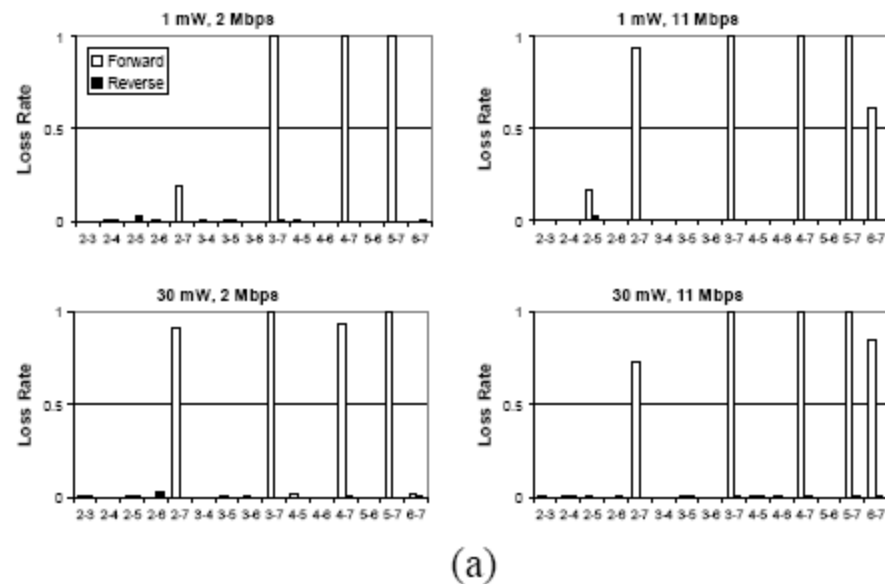 1 mW, 2 Mbps
1
Forward
Reverse
0.5
0
Loss Rate
2-3 2-4 2-5 2-6 2-7 3-4 3-5 3-6 3-7 4-5 4-6 4-7 5-6 5-7 6-7
1 mW, 11 Mbps
1
0.5
0
Loss Rate
2-3 2-4 2-5 2-6 2-7 3-4 3-5 3-6 3-7 4-5 4-6 4-7 5-6 5-7 6-7
30 mW, 2 Mbps
1
0.5
0
Loss Rate
2-3 2-4 2-5 2-6 2-7 3-4 3-5 3-6 3-7 4-5 4-6 4-7 5-6 5-7 6-7
30 mW, 11 Mbps
1
0.5
0
Loss Rate
2-3 2-4 2-5 2-6 2-7 3-4 3-5 3-6 3-7 4-5 4-6 4-7 5-6 5-7 6-7
(a)